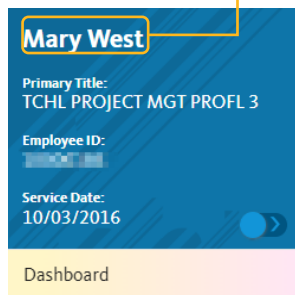 Mary West
Primary Title:
TCHL PROJECT MGT PROFL 3
Employee ID:
Service Date:
10/03/2016
Dashboard